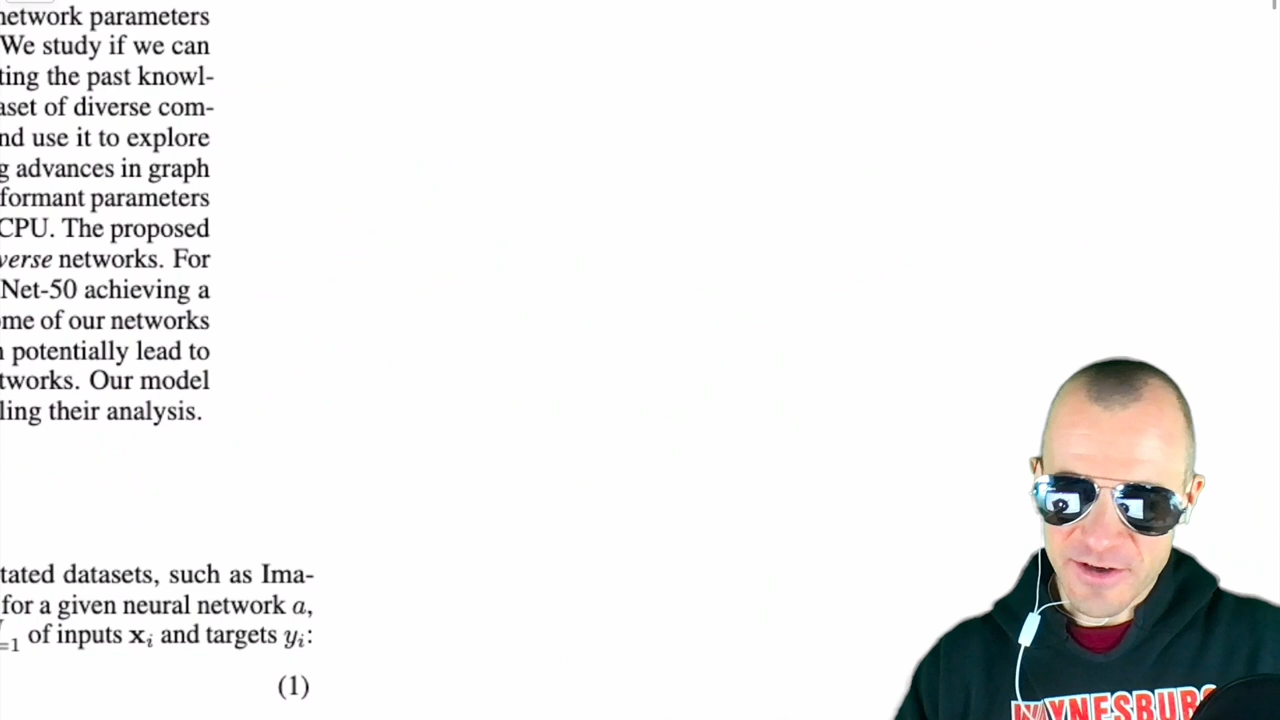 network parameters
We study if we can
ting the past knowl-
aset of diverse com-
nd use it to explore
g advances in graph
formant parameters
CPU. The proposed
verse networks. For
Net-50 achieving a
ome of our networks
n potentially lead to
tworks. Our model
ling their analysis.
tated datasets, such as Ima-
for a given neural network a,
=1 of inputs xᵢ and targets yᵢ:
(1)
WAYNESBURG